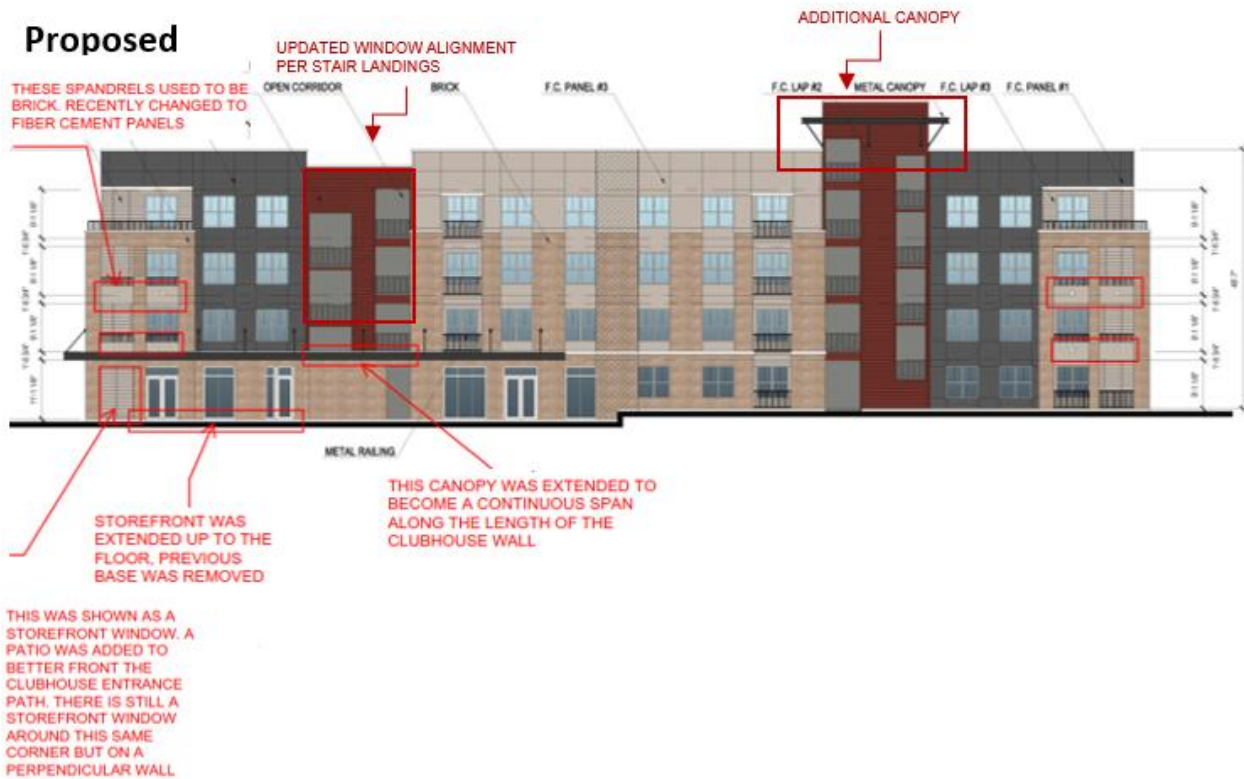 Proposed
ADDITIONAL CANOPY
UPDATED WINDOW ALIGNMENT
PER STAIR LANDINGS
THESE SPANDRELS USED TO BE
BRICK. RECENTLY CHANGED TO
FIBER CEMENT PANELS
OPEN CORRIDOR
BRICK
F.C. PANEL #3
F.C. LAP #2
METAL CANOPY
F.C. LAP #3
F.C. PANEL #1
METAL RAILING
THIS CANOPY WAS EXTENDED TO
BECOME A CONTINUOUS SPAN
ALONG THE LENGTH OF THE
CLUBHOUSE WALL
STOREFRONT WAS
EXTENDED UP TO THE
FLOOR, PREVIOUS
BASE WAS REMOVED
THIS WAS SHOWN AS A
STOREFRONT WINDOW. A
PATIO WAS ADDED TO
BETTER FRONT THE
CLUBHOUSE ENTRANCE
PATH. THERE IS STILL A
STOREFRONT WINDOW
AROUND THIS SAME
CORNER BUT ON A
PERPENDICULAR WALL